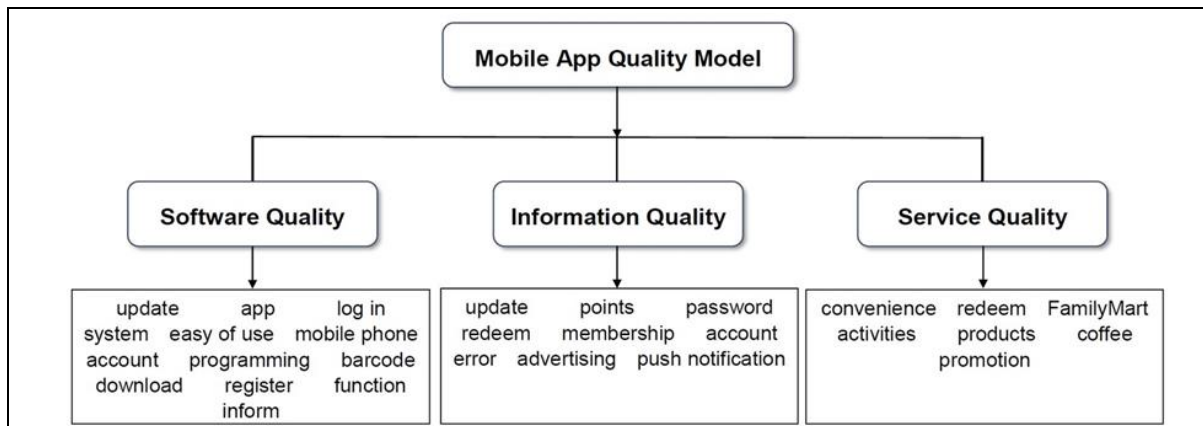 Mobile App Quality Model
Software Quality
Information Quality
Service Quality
update app log in
system easy of use mobile phone
account programming barcode
download register function
inform
update points password
redeem membership account
error advertising push notification
convenience redeem FamilyMart
activities products coffee
promotion